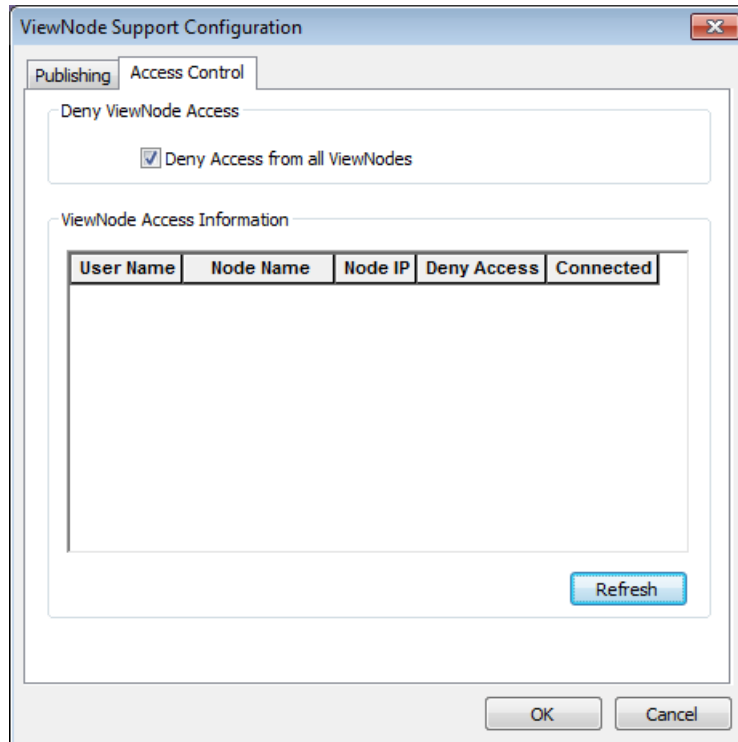 ViewNode Support Configuration
Publishing Access Control
Deny ViewNode Access
Deny Access from all ViewNodes
ViewNode Access Information
User Name Node Name Node IP Deny Access Connected
Refresh
OK Cancel